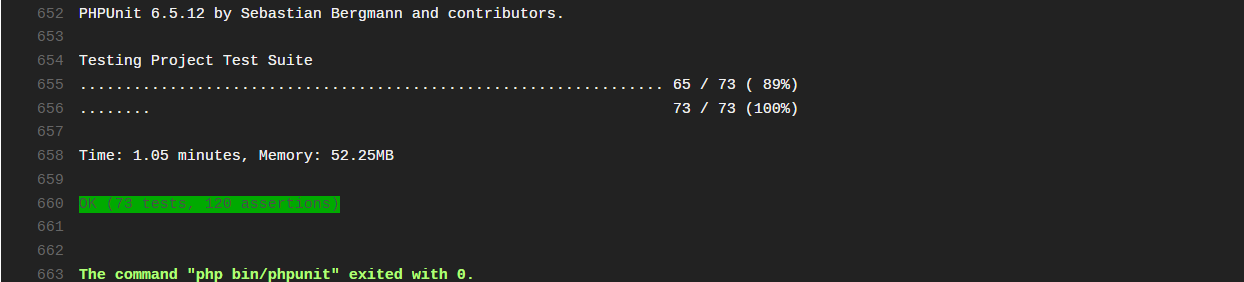 652 PHPUnit 6.5.12 by Sebastian Bergmann and contributors.
653
654 Testing Project Test Suite
655 ................................................................. 65 / 73 ( 89%)
656 ........ 73 / 73 (100%)
657
658 Time: 1.05 minutes, Memory: 52.25MB
659
660 OK (73 tests, 120 assertions)
661
662
663 The command "php bin/phpunit" exited with 0.